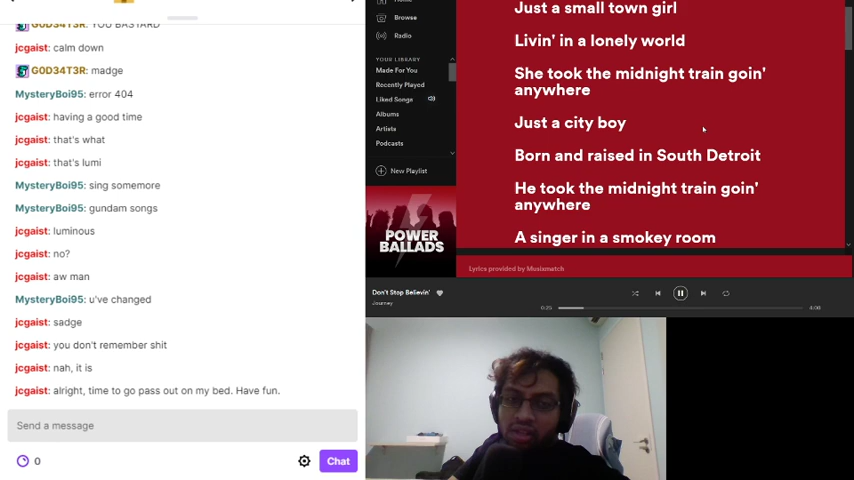 G0D34T3R: YOU BASTARD
jcgaist: calm down
G0D34T3R: madge
MysteryBoi95: error 404
jcgaist: having a good time
jcgaist: that's what
jcgaist: that's lumi
MysteryBoi95: sing somemore
MysteryBoi95: gundam songs
jcgaist: luminous
jcgaist: no?
jcgaist: aw man
MysteryBoi95: u've changed
jcgaist: sadge
jcgaist: you don't remember shit
jcgaist: nah, it is
jcgaist: alright, time to go pass out on my bed. Have fun.
Send a message
0
Chat
Browse
Radio
YOUR LIBRARY
Made For You
Recently Played
Liked Songs
Albums
Artists
Podcasts
New Playlist
POWER
BALLADS
Just a small town girl
Livin' in a lonely world
She took the midnight train goin'
anywhere
Just a city boy
Born and raised in South Detroit
He took the midnight train goin'
anywhere
A singer in a smokey room
Lyrics provided by Musixmatch
Don't Stop Believin'
Journey
0:25